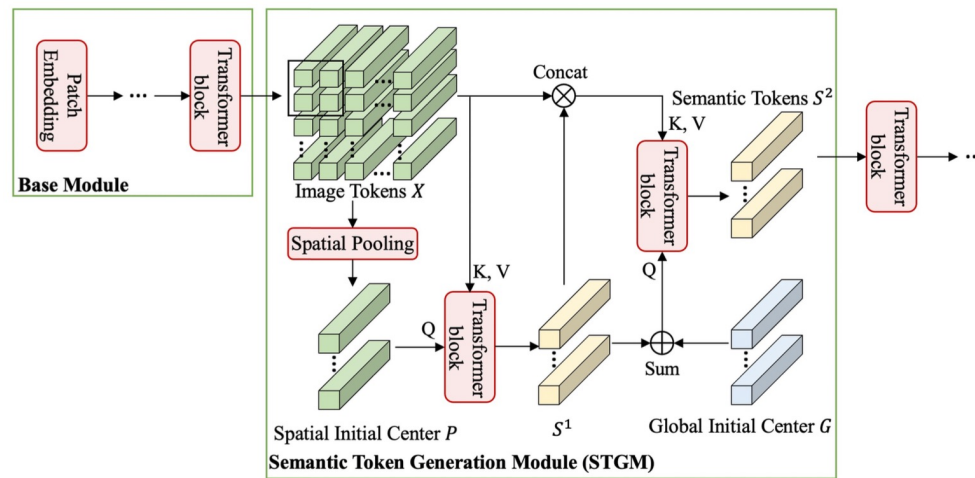 Patch
Embedding
...
Transformer
block
Base Module
Image Tokens X
Spatial Pooling
Q
K, V
Transformer
block
Spatial Initial Center P
S¹
Concat
K, V
Transformer
block
Q
Sum
Semantic Tokens S²
Global Initial Center G
Semantic Token Generation Module (STGM)
Transformer
block
..